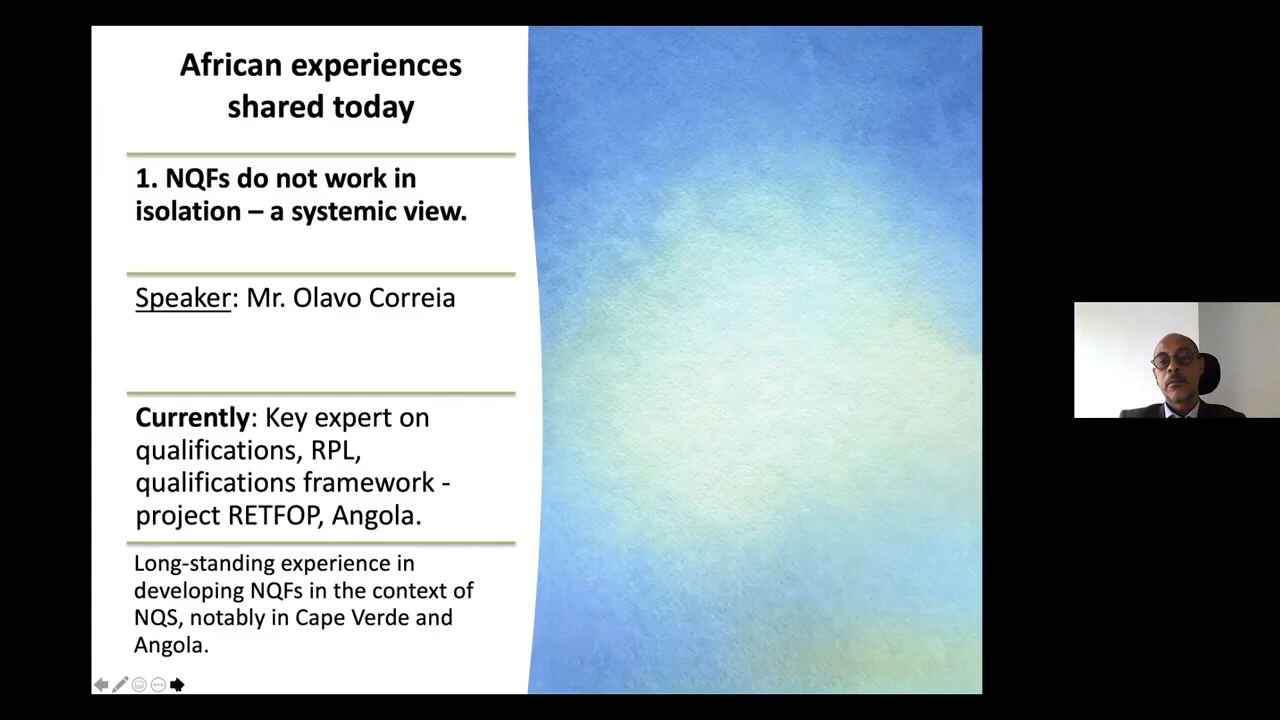 African experiences
shared today
1. NQFs do not work in
isolation – a systemic view.
Speaker: Mr. Olavo Correia
Currently: Key expert on
qualifications, RPL,
qualifications framework -
project RETFOP, Angola.
Long-standing experience in
developing NQFs in the context of
NQS, notably in Cape Verde and
Angola.